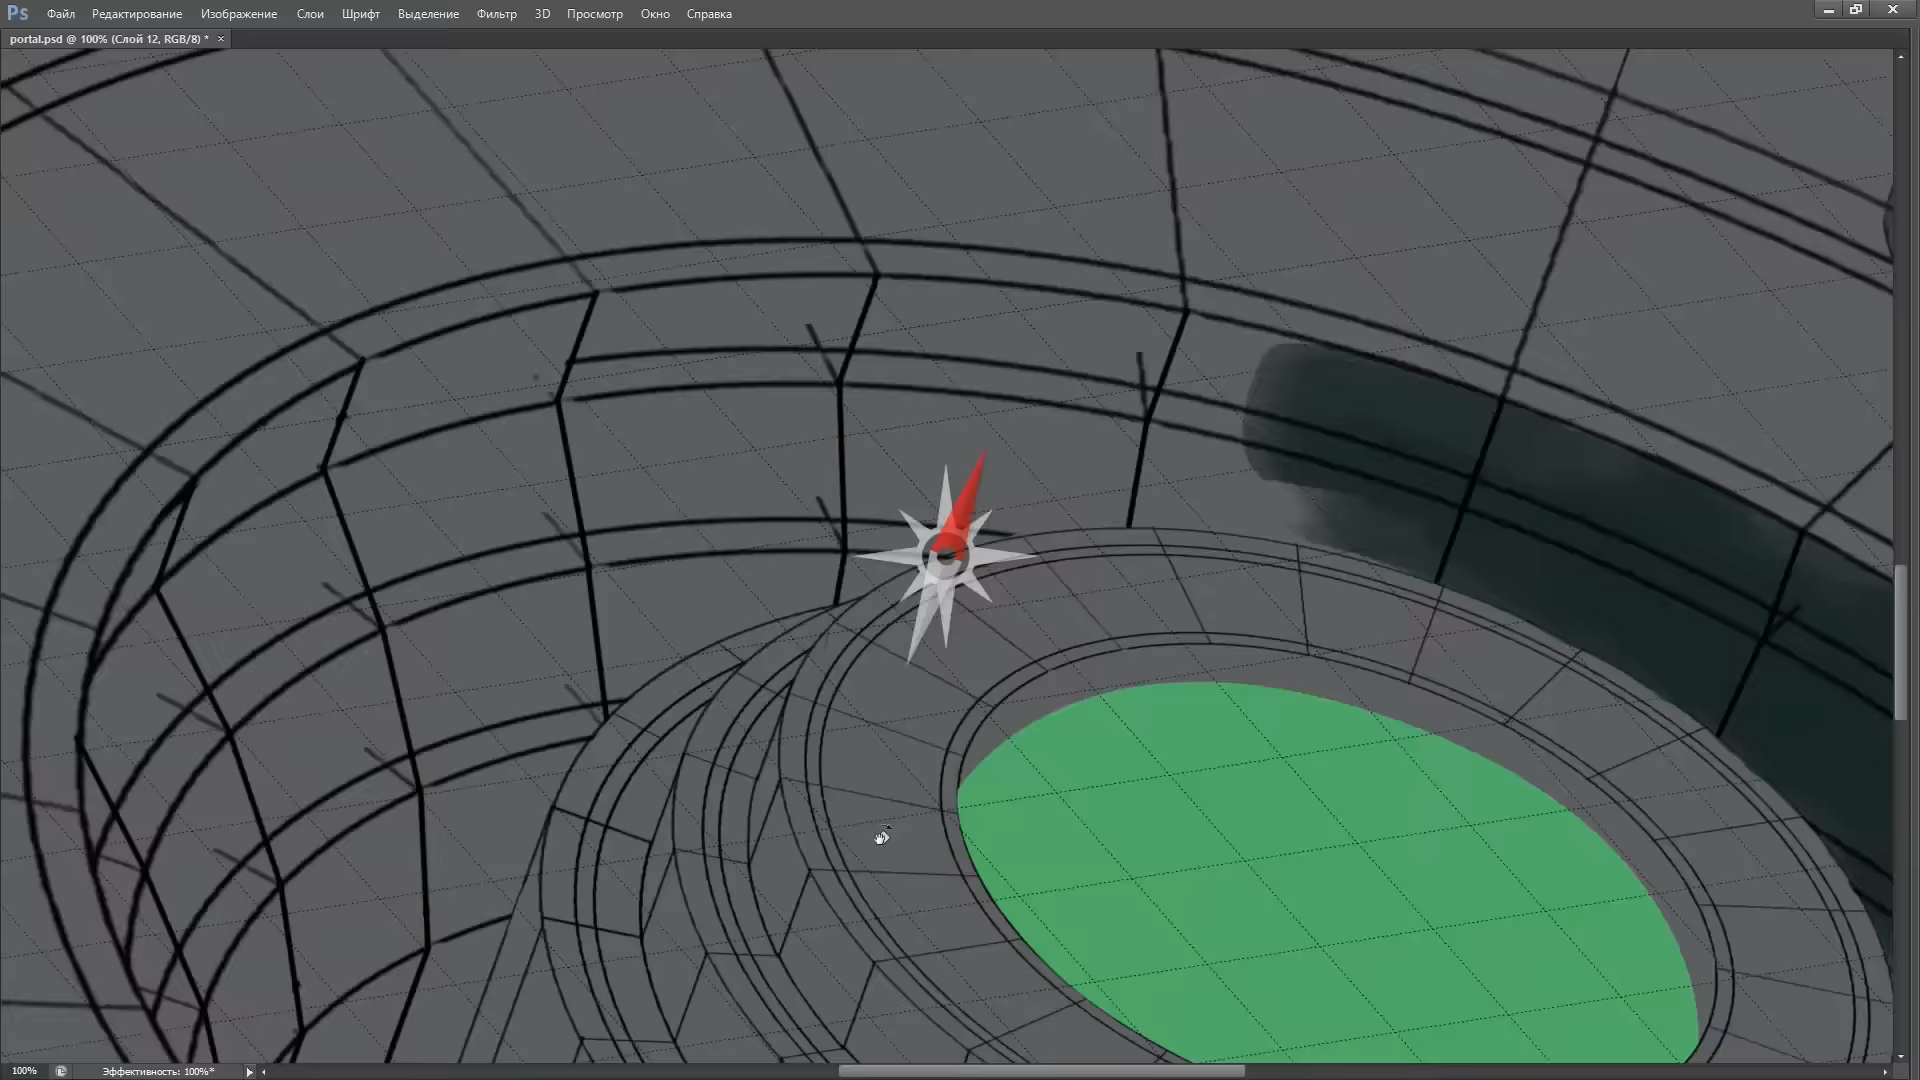 Ps Файл Редактирование Изображение Слои Шрифт Выделение Фильтр 3D Просмотр Окно Справка
portal.psd @ 100% (Слой 12, RGB/8) * ×
100% Эффективность: 100%*